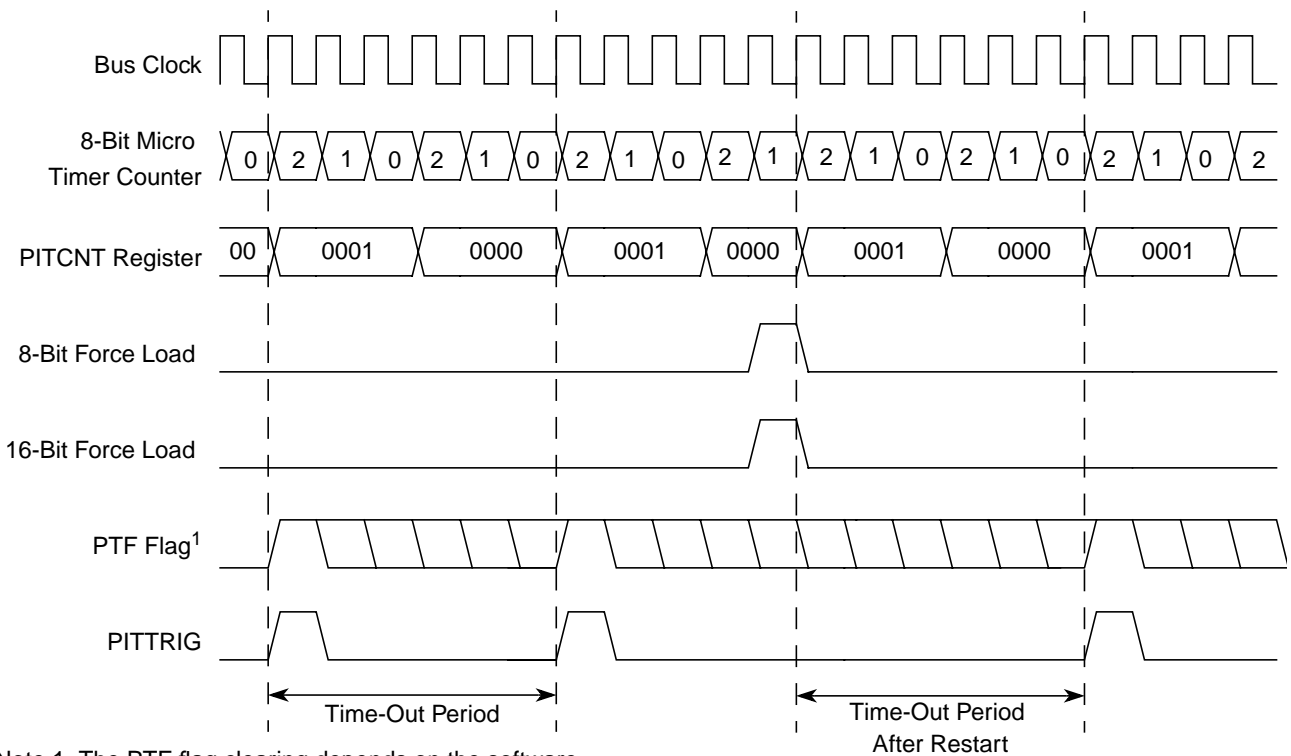 Bus Clock
8-Bit Micro
Timer Counter
0 2 1 0 2 1 0 2 1 0 2 1 2 1 0 2 1 0 2 1 0 2
PITCNT Register
00 0001 0000 0001 0000 0001 0000 0001
8-Bit Force Load
16-Bit Force Load
PTF Flag1
PITTRIG
Time-Out Period
Time-Out Period
After Restart
Note 1. The PTF flag clearing depends on the software